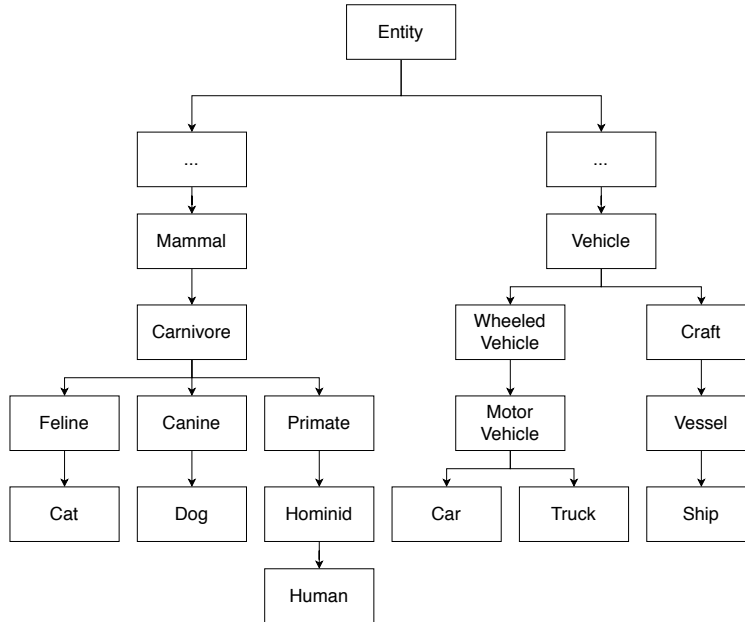 Entity
...
...
Mammal
Vehicle
Carnivore
Wheeled
Vehicle
Craft
Feline
Canine
Primate
Motor
Vehicle
Vessel
Cat
Dog
Hominid
Car
Truck
Ship
Human